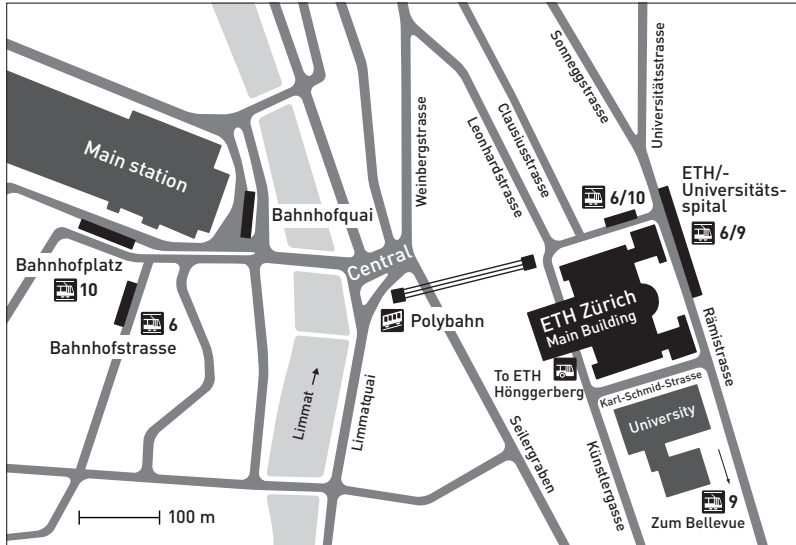 Main station
Bahnhofquai
Bahnhofplatz
10
6
Bahnhofstrasse
Central
Polybahn
Weinbergstrasse
Leonhardstrasse
Clausiusstrasse
Sonneggstrasse
Universitätsstrasse
ETH/-
Universitäts-
spital
6/9
6/10
ETH Zürich
Main Building
To ETH
Hönggerberg
Karl-Schmid-Strasse
University
Rämistrasse
Künstlergasse
Seilergraben
Limmatquai
Limmat →
9
Zum Bellevue
100 m